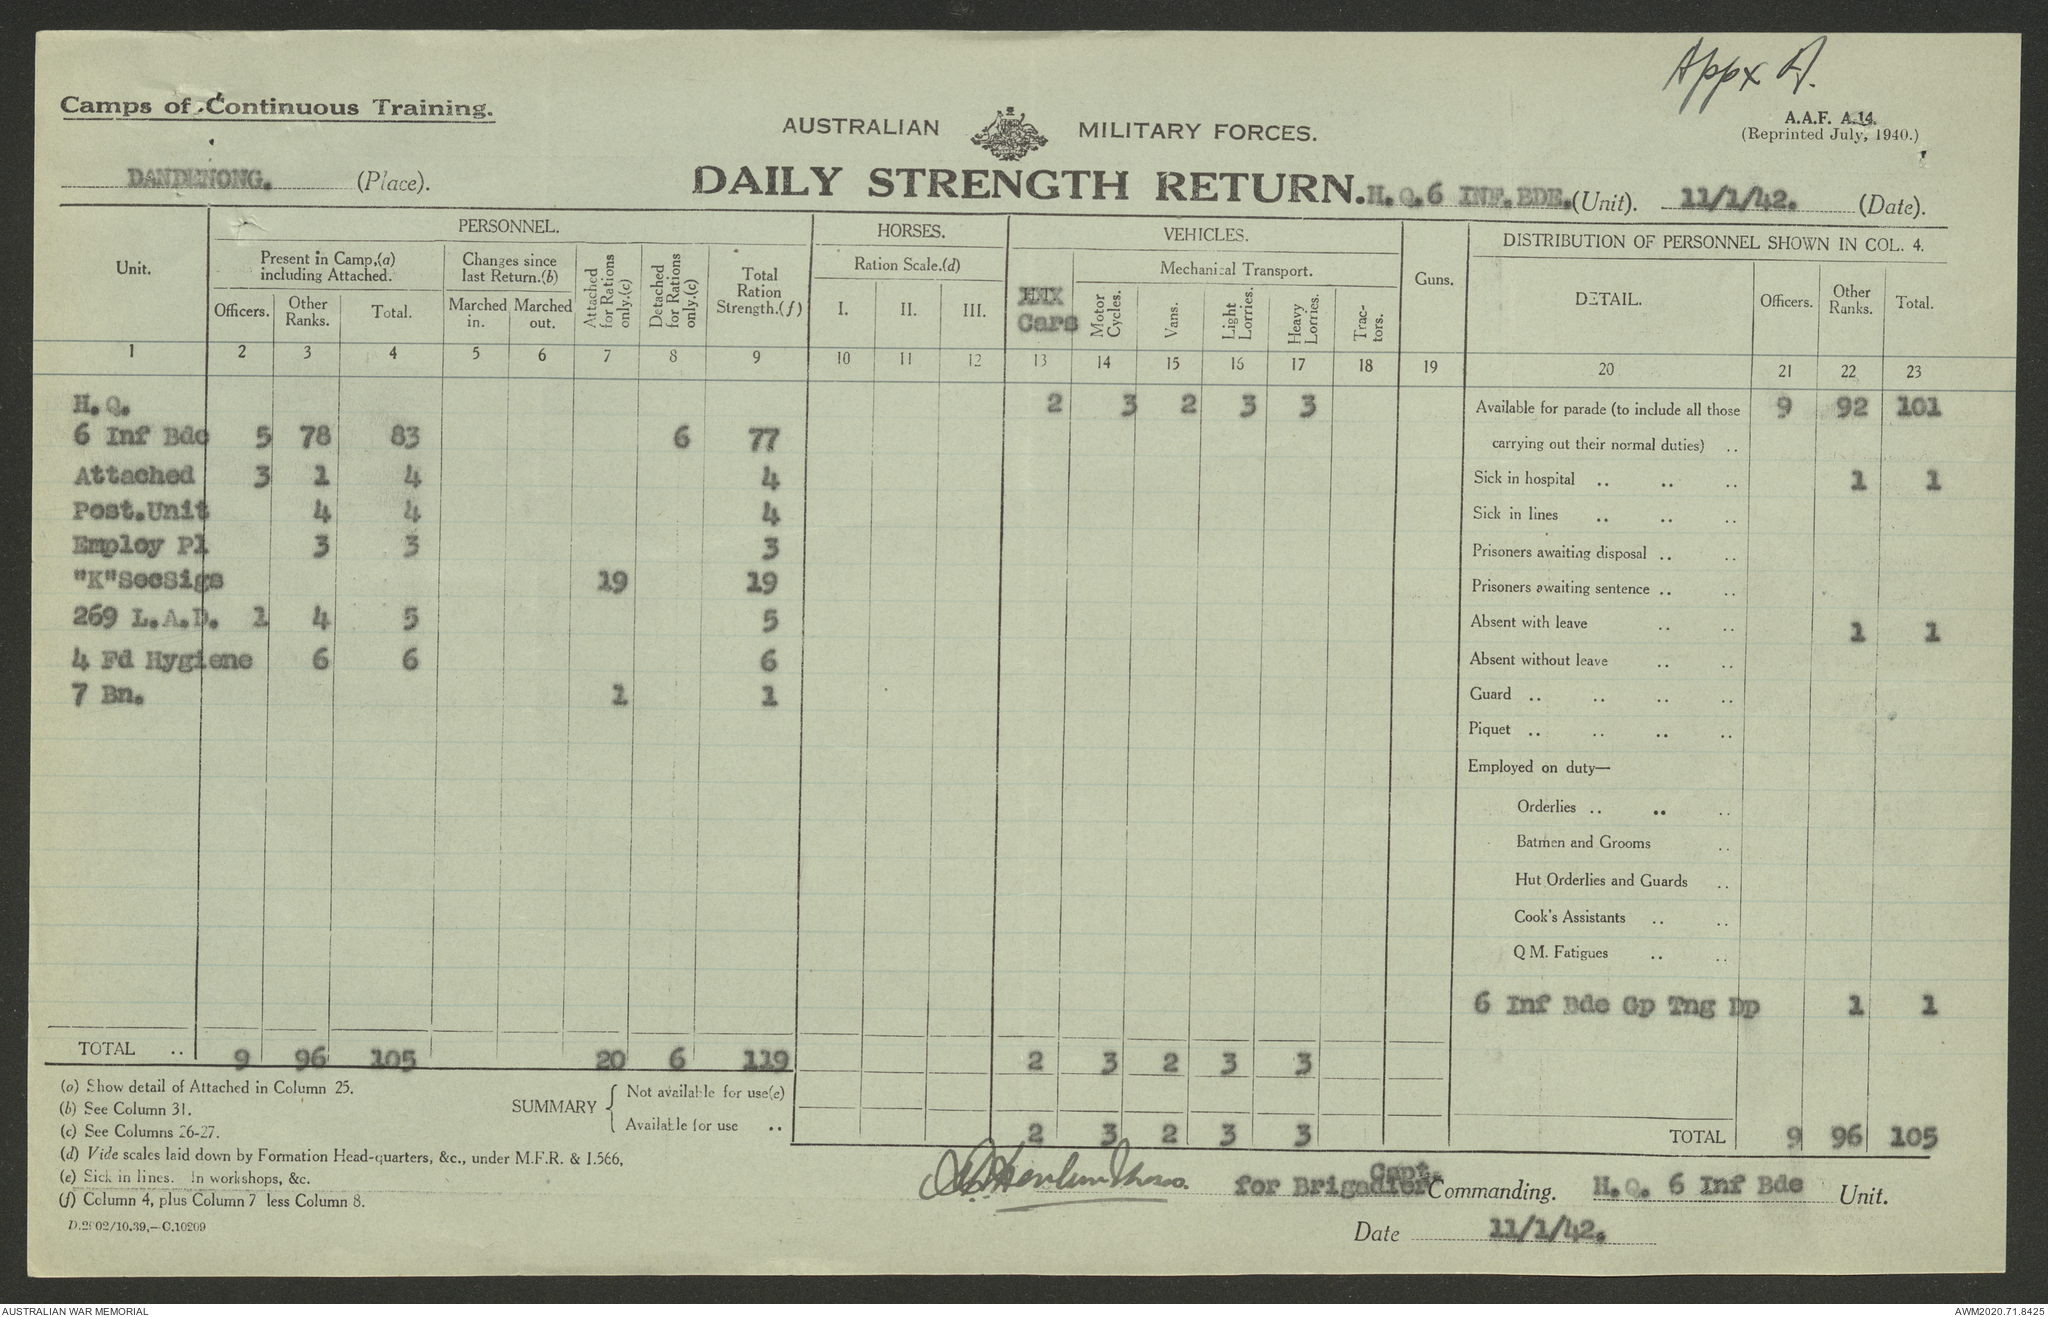 Appx A.
Camps of Continuous Training.
AUSTRALIAN MILITARY FORCES.
A.A.F. A.14.
(Reprinted July, 1940.)
DANDENONG. (Place).
DAILY STRENGTH RETURN. H.Q.6 INF.BDE. (Unit). 11/1/42. (Date).
PERSONNEL. HORSES. VEHICLES. DISTRIBUTION OF PERSONNEL SHOWN IN COL. 4.
Unit. Present in Camp,(a) including Attached. Changes since last Return.(b) Attached for Rations only.(c) Detached for Rations only.(c) Total Ration Strength.(f) Ration Scale.(d) Mechanical Transport. Guns. DETAIL. Officers. Other Ranks. Total.
Officers. Other Ranks. Total. Marched in. Marched out. I. II. III. Cars Motor Cycles. Vans. Light Lorries. Heavy Lorries. Trac-tors.
1 2 3 4 5 6 7 8 9 10 11 12 13 14 15 16 17 18 19 20 21 22 23
H.Q. 2 3 2 3 3 Available for parade (to include all those 9 92 101
6 Inf Bde 5 78 83 6 77 carrying out their normal duties) ..
Attached 3 1 4 4 Sick in hospital .. .. .. 1 1
Post.Unit 4 4 4 Sick in lines .. .. ..
Employ Pl 3 3 3 Prisoners awaiting disposal .. ..
"K"SecSigs 19 19 Prisoners awaiting sentence .. ..
269 L.A.D. 1 4 5 5 Absent with leave .. .. 1 1
4 Fd Hygiene 6 6 6 Absent without leave .. ..
7 Bn. 1 1 Guard .. .. .. ..
Piquet .. .. .. ..
Employed on duty—
Orderlies .. .. ..
Batmen and Grooms ..
Hut Orderlies and Guards ..
Cook's Assistants .. ..
Q M. Fatigues .. ..
6 Inf Bde Gp Tng Dp 1 1
TOTAL .. 9 96 105 20 6 119 2 3 2 3 3
(a) Show detail of Attached in Column 25.
(b) See Column 31.
(c) See Columns 26-27.
(d) Vide scales laid down by Formation Head-quarters, &c., under M.F.R. & I.566,
(e) Sick in lines. In workshops, &c.
(f) Column 4, plus Column 7 less Column 8.
D.2902/10.39.—C.10209
SUMMARY { Not available for use(e)
Available for use .. 2 3 2 3 3
TOTAL 9 96 105
Capt.
for Brigadier Commanding. H.Q. 6 Inf Bde Unit.
Date 11/1/42.
AUSTRALIAN WAR MEMORIAL
AWM2020.71.8425